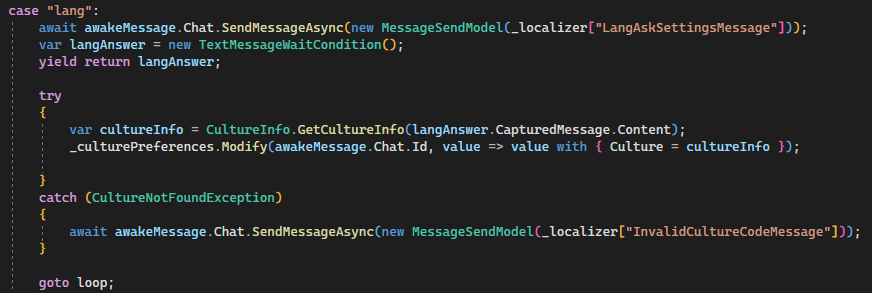 case "lang":
await awakeMessage.Chat.SendMessageAsync(new MessageSendModel(_localizer["LangAskSettingsMessage"]));
var langAnswer = new TextMessageWaitCondition();
yield return langAnswer;
try
{
var cultureInfo = CultureInfo.GetCultureInfo(langAnswer.CapturedMessage.Content);
_culturePreferences.Modify(awakeMessage.Chat.Id, value => value with { Culture = cultureInfo });
}
catch (CultureNotFoundException)
{
await awakeMessage.Chat.SendMessageAsync(new MessageSendModel(_localizer["InvalidCultureCodeMessage"]));
}
goto loop;